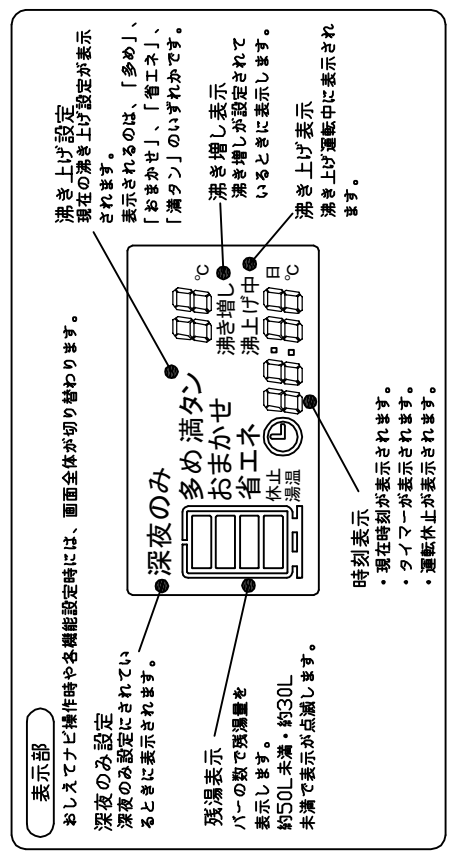 表示部
おしえてナビ操作時や各機能設定時には、画面全体が切り替わります。
深夜のみ設定
深夜のみ設定にされてい
るときに表示されます。
沸き上げ設定
現在の沸き上げ設定が表示
されます。
表示されるのは、「多め」、
「おまかせ」、「省エネ」、
「満タン」のいずれかです。
深夜のみ
多め 満タン
おまかせ
省エネ
休止
湯温
88℃
沸き増し
沸上げ中
88:88日℃
残湯表示
バーの数で残湯量を
表示します。
約50L未満・約30L
未満で表示が点滅します。
沸き増し表示
沸き増しが設定されて
いるときに表示します。
沸き上げ表示
沸き上げ運転中に表示され
ます。
時刻表示
・現在時刻が表示されます。
・タイマーが表示されます。
・運転休止が表示されます。